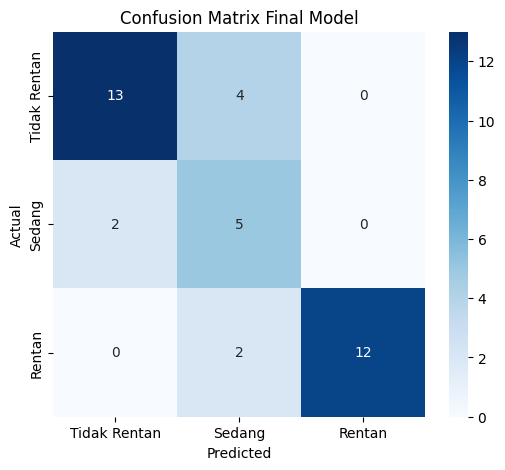 Confusion Matrix Final Model
Actual
Tidak Rentan
Sedang
Rentan
13 4 0
2 5 0
0 2 12
Tidak Rentan Sedang Rentan
Predicted
12
10
8
6
4
2
0